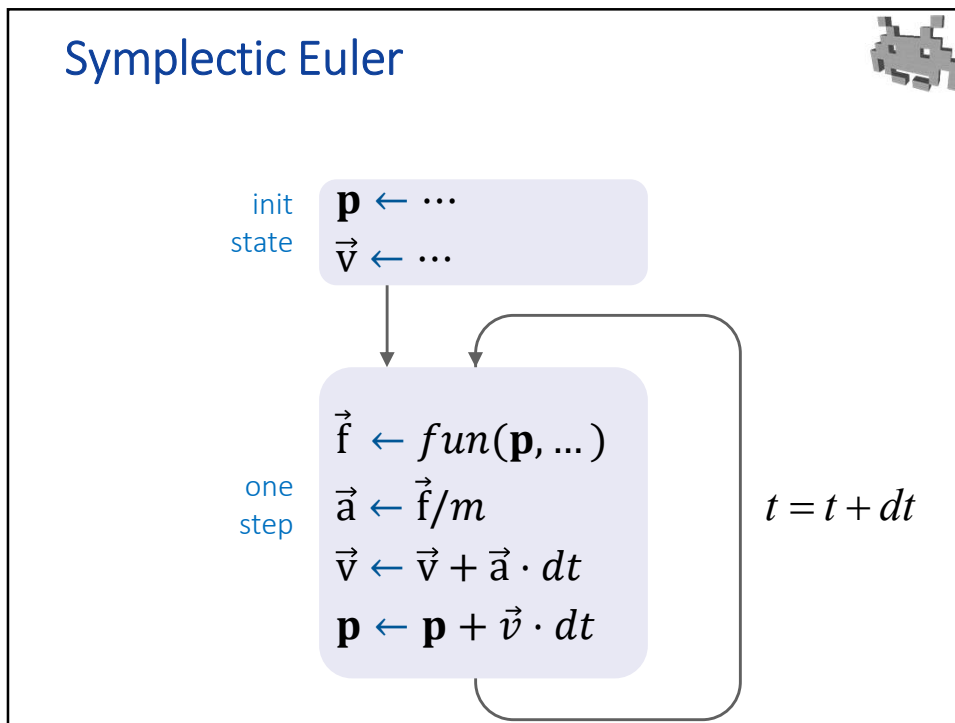 Symplectic Euler
init
state
𝐩 ← ⋯
v⃗ ← ⋯
one
step
f⃗ ← fun(𝐩, …)
a⃗ ← f⃗/m
v⃗ ← v⃗ + a⃗ · dt
𝐩 ← 𝐩 + v⃗ · dt
t = t + dt